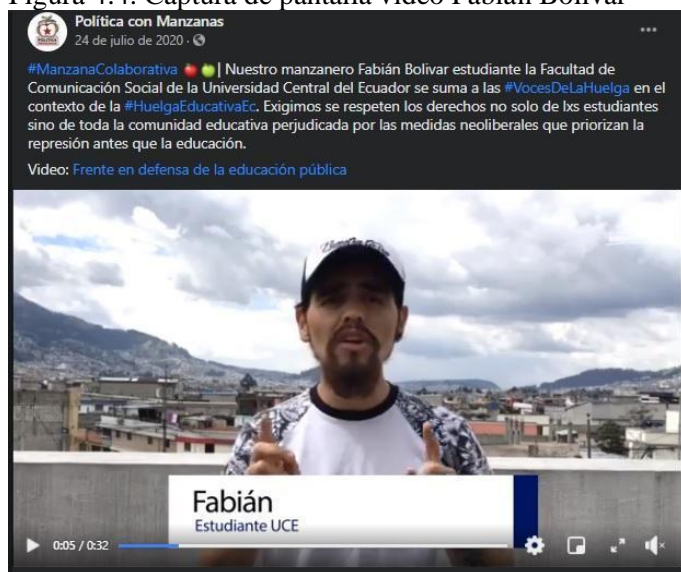 Figura 4.4. Captura de pantalla video Fabián Bolívar
Política con Manzanas
24 de julio de 2020 ·
#ManzanaColaborativa 🍎🍏| Nuestro manzanero Fabián Bolivar estudiante la Facultad de
Comunicación Social de la Universidad Central del Ecuador se suma a las #VocesDeLaHuelga en el
contexto de la #HuelgaEducativaEc. Exigimos se respeten los derechos no solo de lxs estudiantes
sino de toda la comunidad educativa perjudicada por las medidas neoliberales que priorizan la
represión antes que la educación.
Video: Frente en defensa de la educación pública
Fabián
Estudiante UCE
0:05 / 0:32